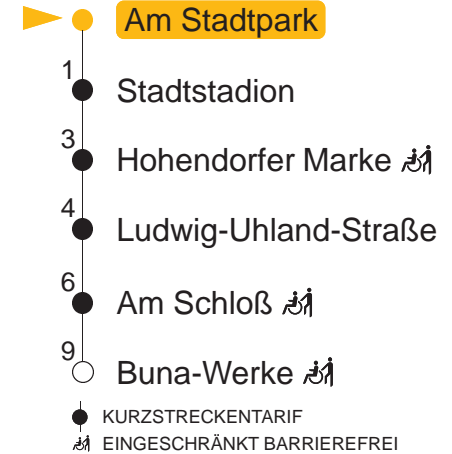 Am Stadtpark
1
Stadtstadion
3
Hohendorfer Marke
4
Ludwig-Uhland-Straße
6
Am Schloß
9
Buna-Werke
KURZSTRECKENTARIF
EINGESCHRÄNKT BARRIEREFREI